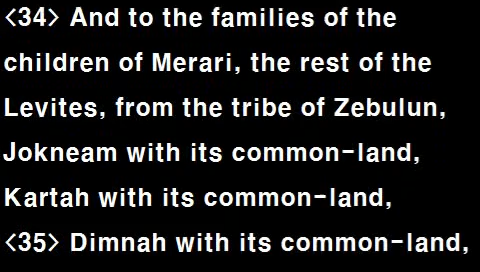 <34> And to the families of the
children of Merari, the rest of the
Levites, from the tribe of Zebulun,
Jokneam with its common-land,
Kartah with its common-land,
<35> Dimnah with its common-land,